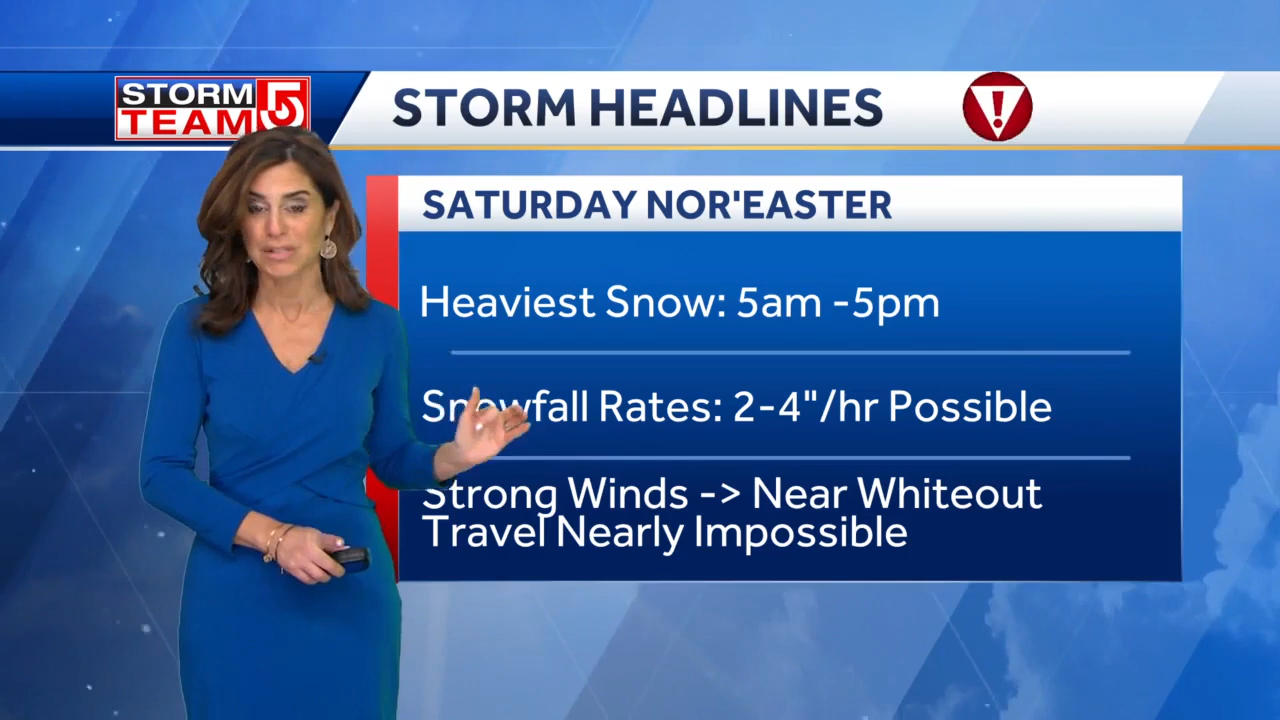 STORM
TEAM 5
STORM HEADLINES
SATURDAY NOR'EASTER
Heaviest Snow: 5am -5pm
Snowfall Rates: 2-4"/hr Possible
Strong Winds -> Near Whiteout
Travel Nearly Impossible